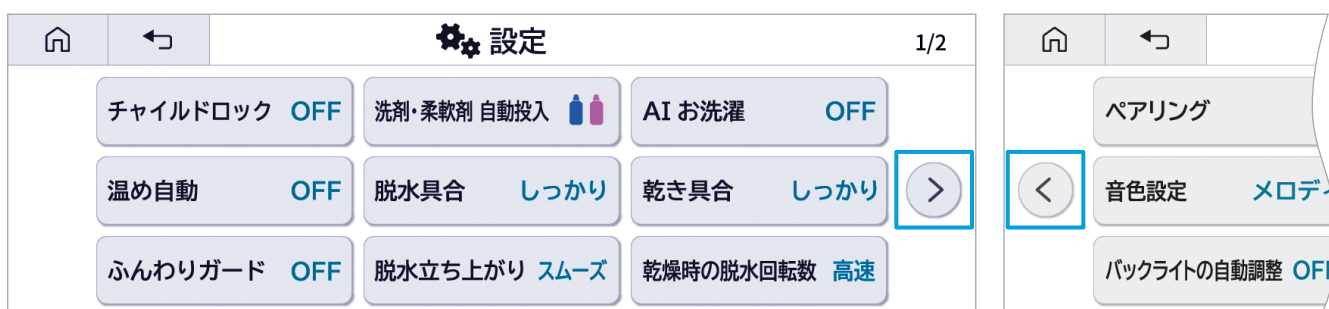 設定
1/2
チャイルドロック OFF
洗剤・柔軟剤 自動投入
AI お洗濯 OFF
温め自動 OFF
脱水具合 しっかり
乾き具合 しっかり
ふんわりガード OFF
脱水立ち上がり スムーズ
乾燥時の脱水回転数 高速
ペアリング
音色設定 メロディ
バックライトの自動調整 OFF